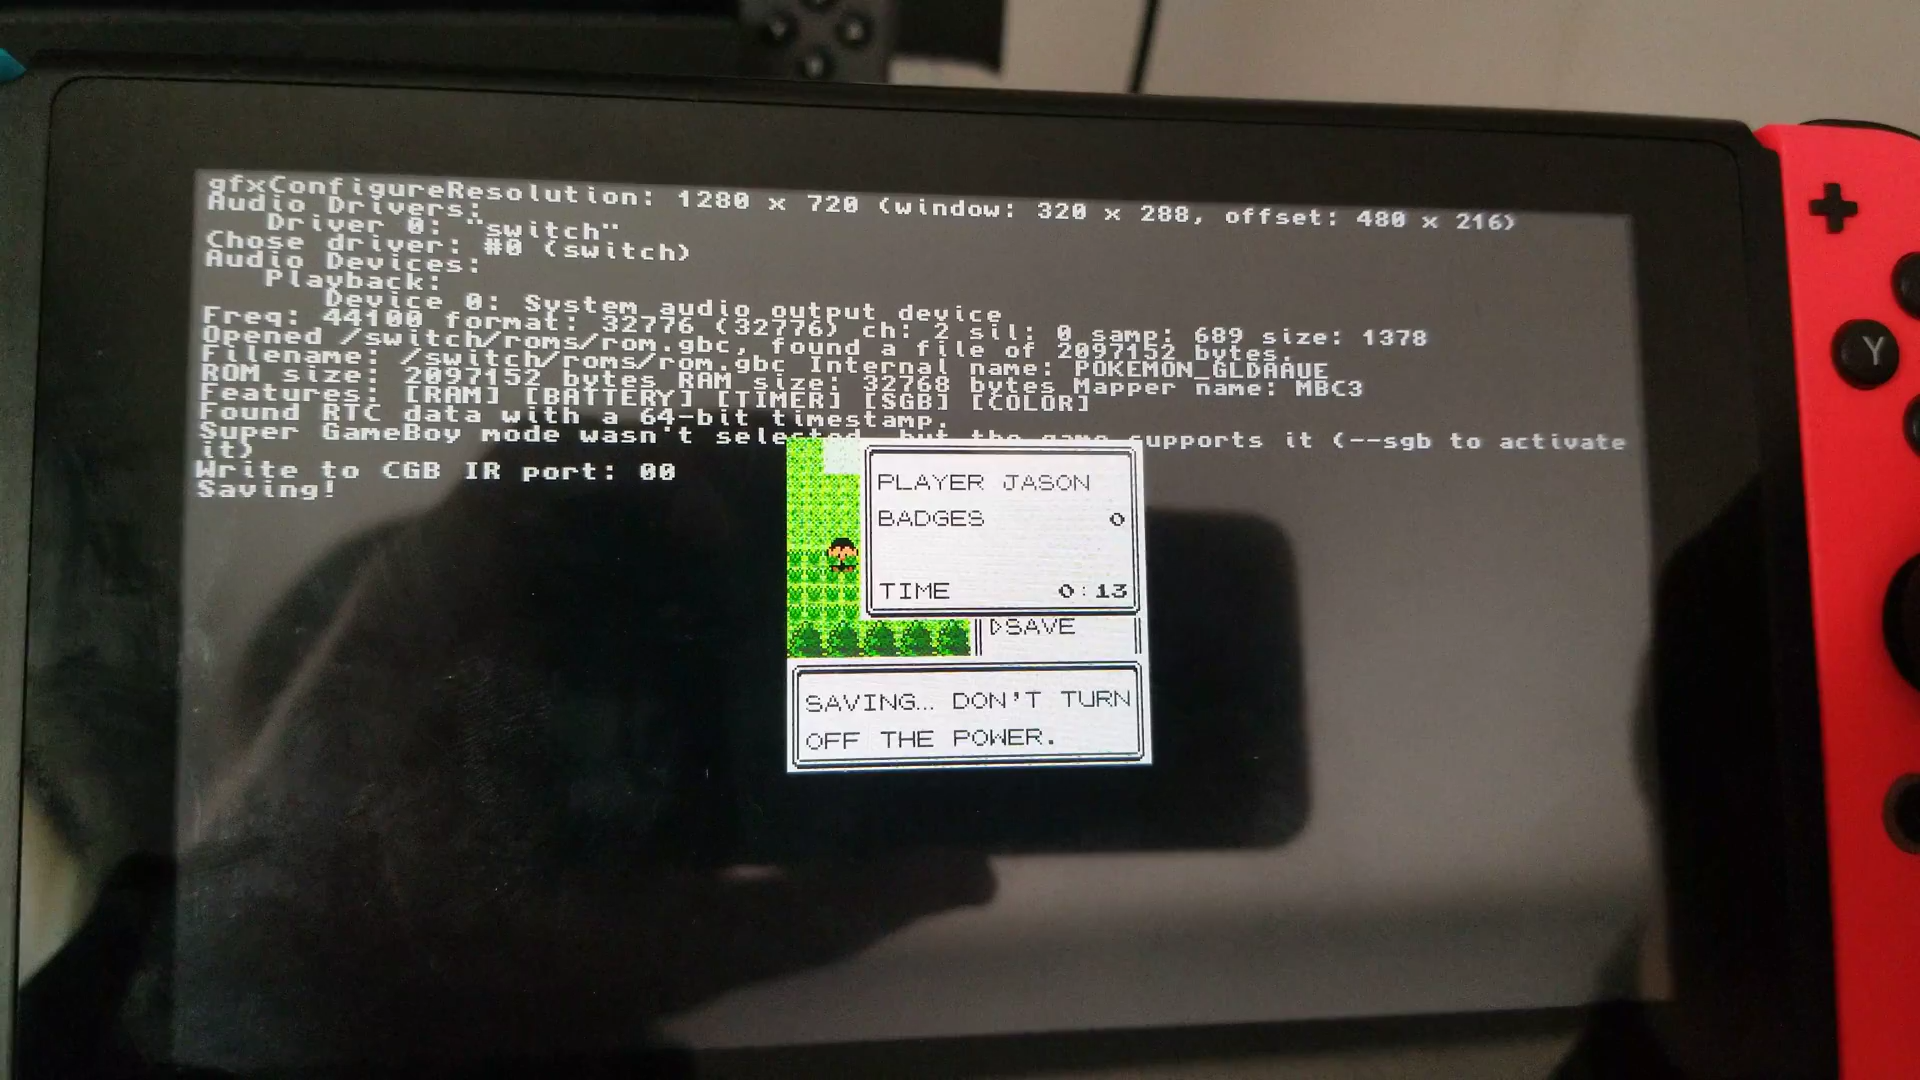 gfxConfigureResolution: 1280 x 720 (window: 320 x 288, offset: 480 x 216)
Audio Drivers:
Driver 0: "switch"
Chose driver: #0 (switch)
Audio Devices:
Playback:
Device 0: System audio output device
Freq: 44100 format: 32776 (32776) ch: 2 sil: 0 samp: 689 size: 1378
Opened /switch/roms/rom.gbc, found a file of 2097152 bytes.
Filename: /switch/roms/rom.gbc Internal name: POKEMON_GLDAAUE
ROM size: 2097152 bytes RAM size: 32768 bytes Mapper name: MBC3
Features: [RAM] [BATTERY] [TIMER] [SGB] [COLOR]
Found RTC data with a 64-bit timestamp.
Super GameBoy mode wasn't selected, but the game supports it (--sgb to activate
it)
Write to CGB IR port: 00
Saving!
PLAYER JASON
BADGES 0
TIME 0:13
▷SAVE
SAVING… DON'T TURN
OFF THE POWER.
Y